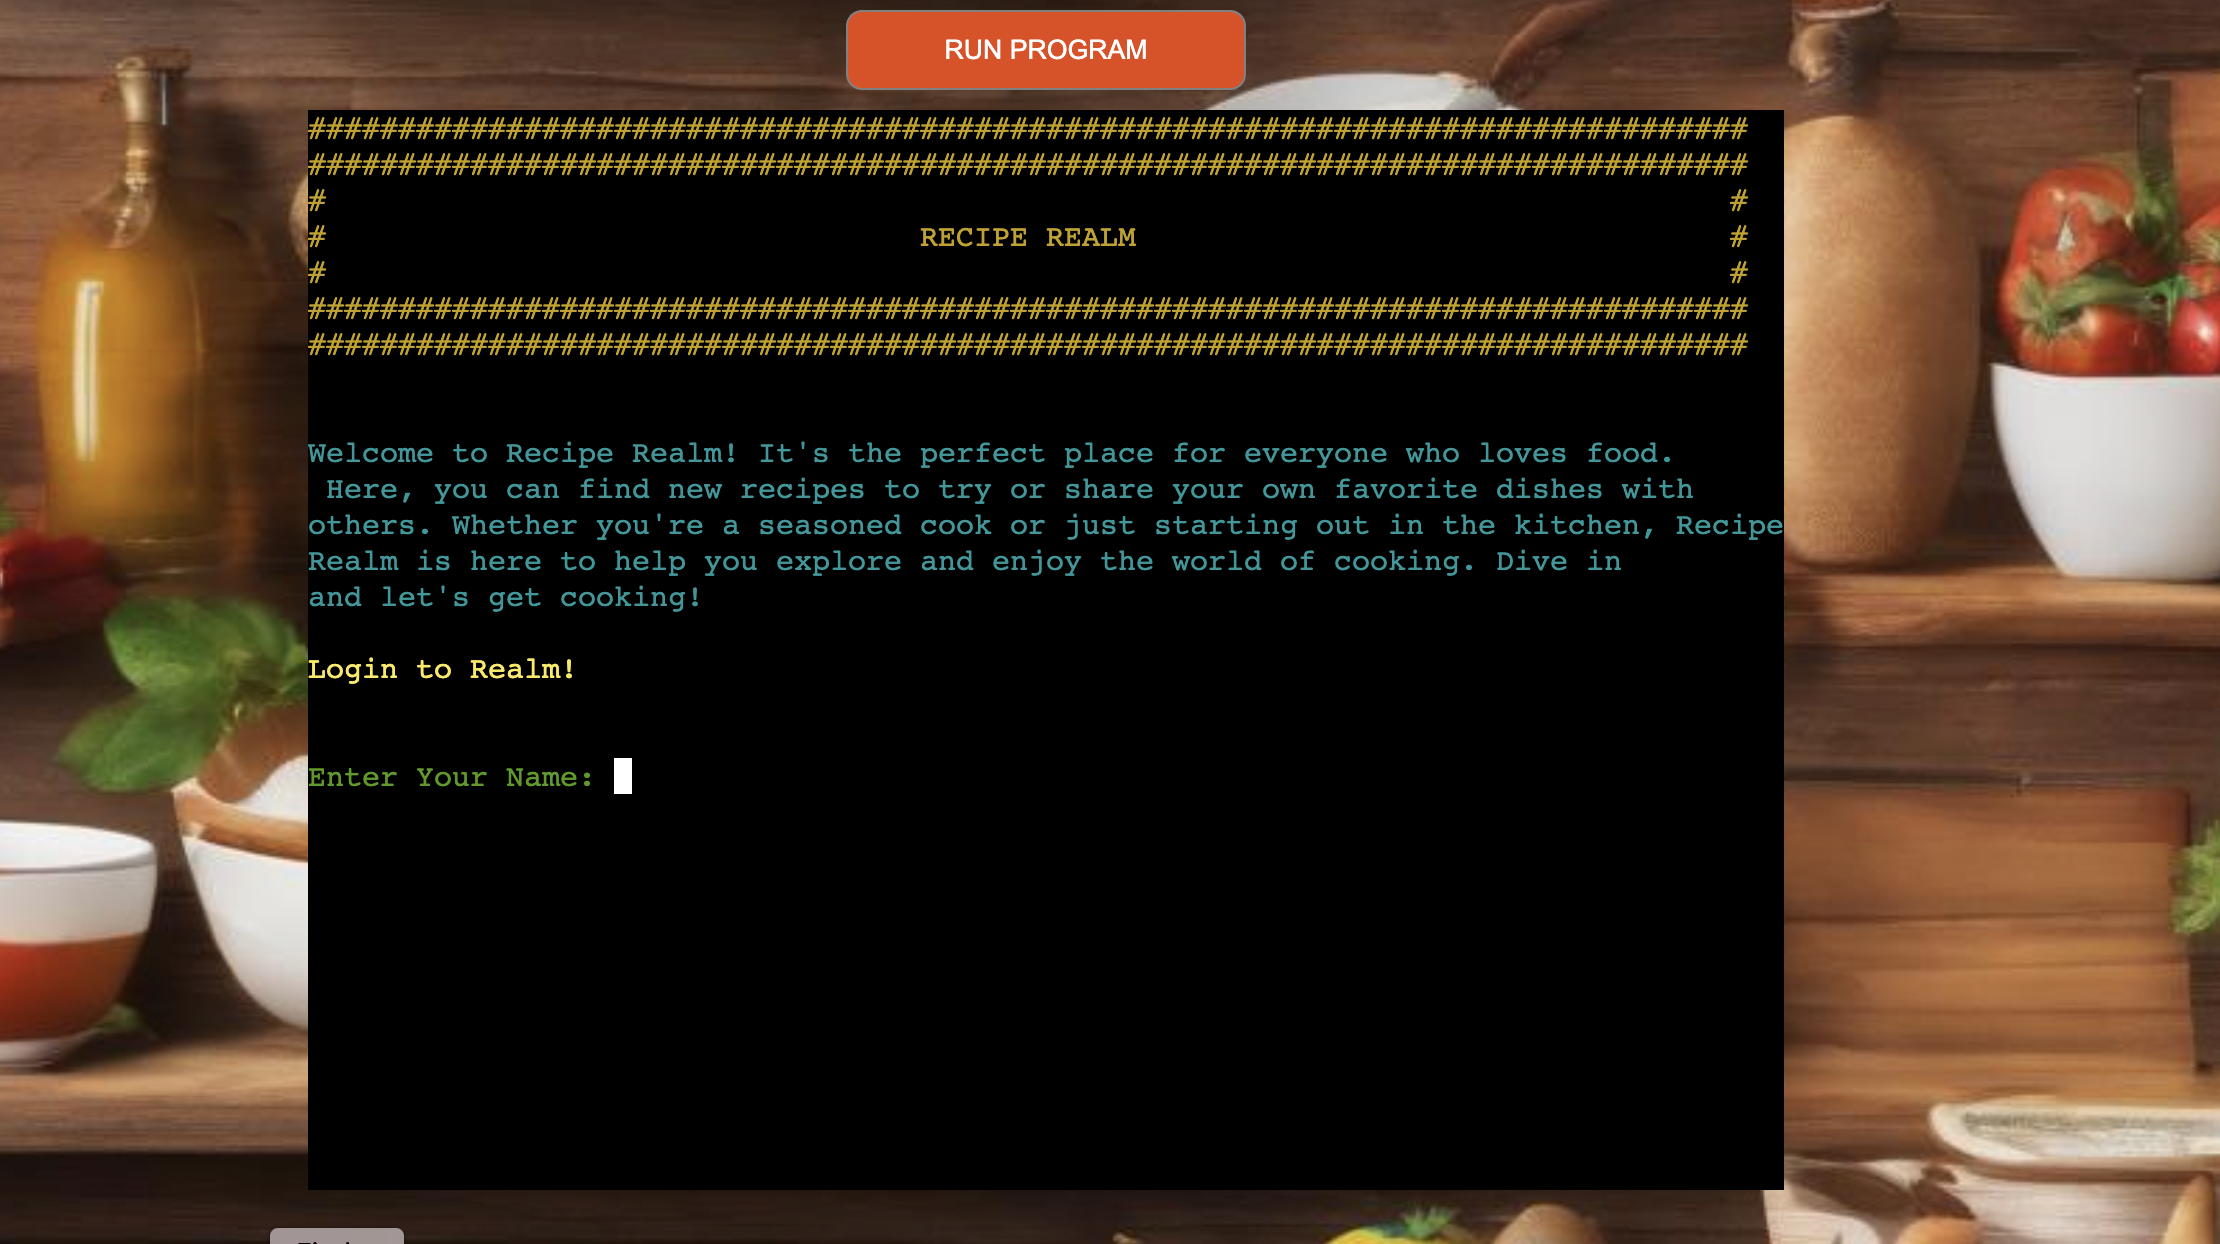 RUN PROGRAM
################################################################################
################################################################################
#                                                                              #
#                                 RECIPE REALM                                 #
#                                                                              #
################################################################################
################################################################################
Welcome to Recipe Realm! It's the perfect place for everyone who loves food.
 Here, you can find new recipes to try or share your own favorite dishes with
others. Whether you're a seasoned cook or just starting out in the kitchen, Recipe
Realm is here to help you explore and enjoy the world of cooking. Dive in
and let's get cooking!
Login to Realm!
Enter Your Name: